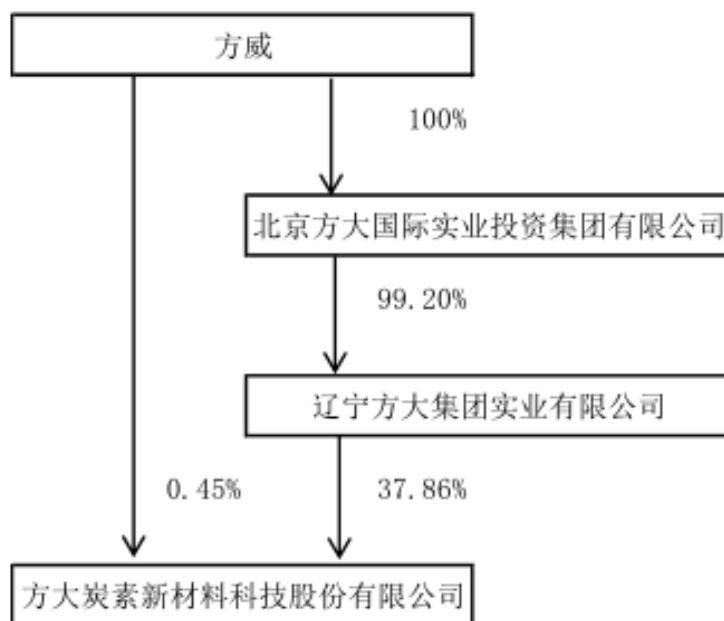 方威
100%
北京方大国际实业投资集团有限公司
99.20%
辽宁方大集团实业有限公司
0.45%
37.86%
方大炭素新材料科技股份有限公司